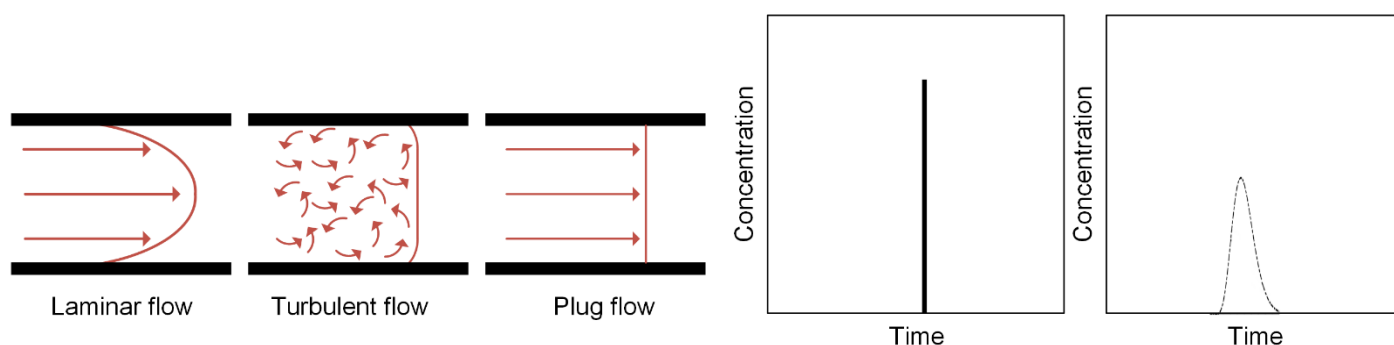 Laminar flow
Turbulent flow
Plug flow
Concentration
Time
Concentration
Time